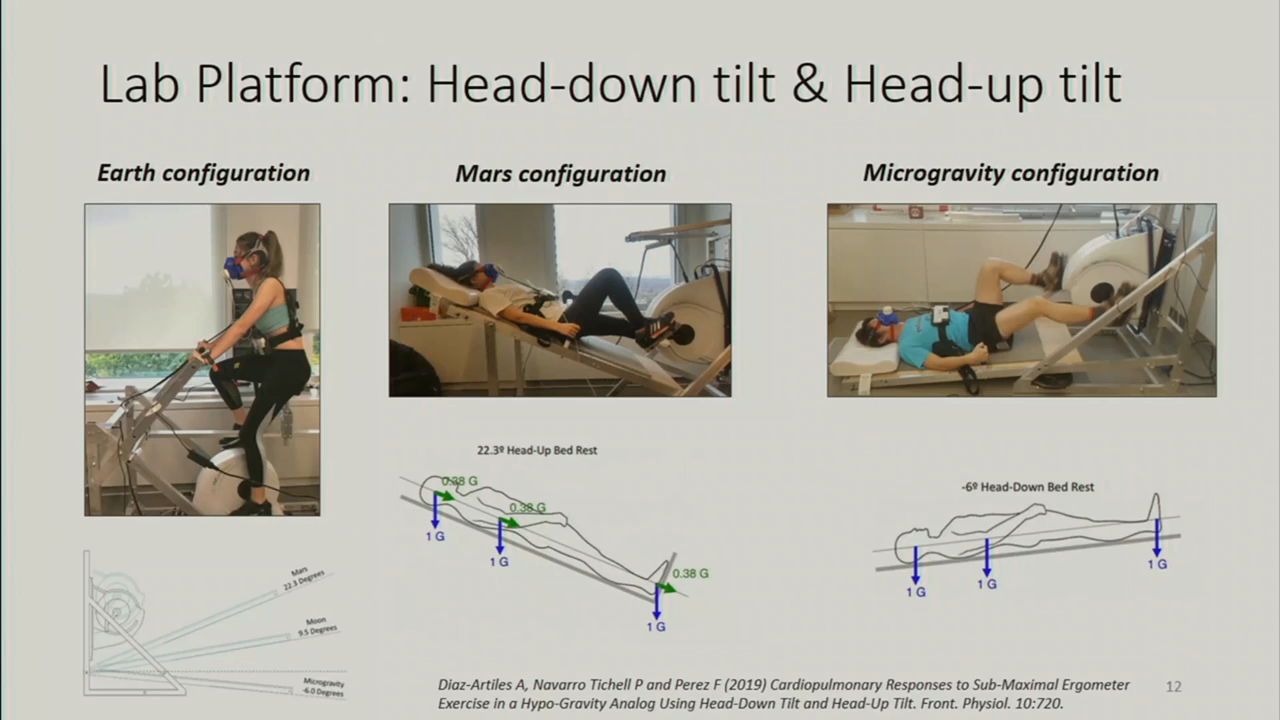 Lab Platform: Head-down tilt & Head-up tilt
Earth configuration
Mars configuration
Microgravity configuration
22.3º Head-Up Bed Rest
0.38 G
0.38 G
1 G
1 G
0.38 G
1 G
-6º Head-Down Bed Rest
1 G
1 G
1 G
Mars
22.3 Degrees
Moon
9.5 Degrees
Microgravity
-6.0 Degrees
Diaz-Artiles A, Navarro Tichell P and Perez F (2019) Cardiopulmonary Responses to Sub-Maximal Ergometer
Exercise in a Hypo-Gravity Analog Using Head-Down Tilt and Head-Up Tilt. Front. Physiol. 10:720.
12